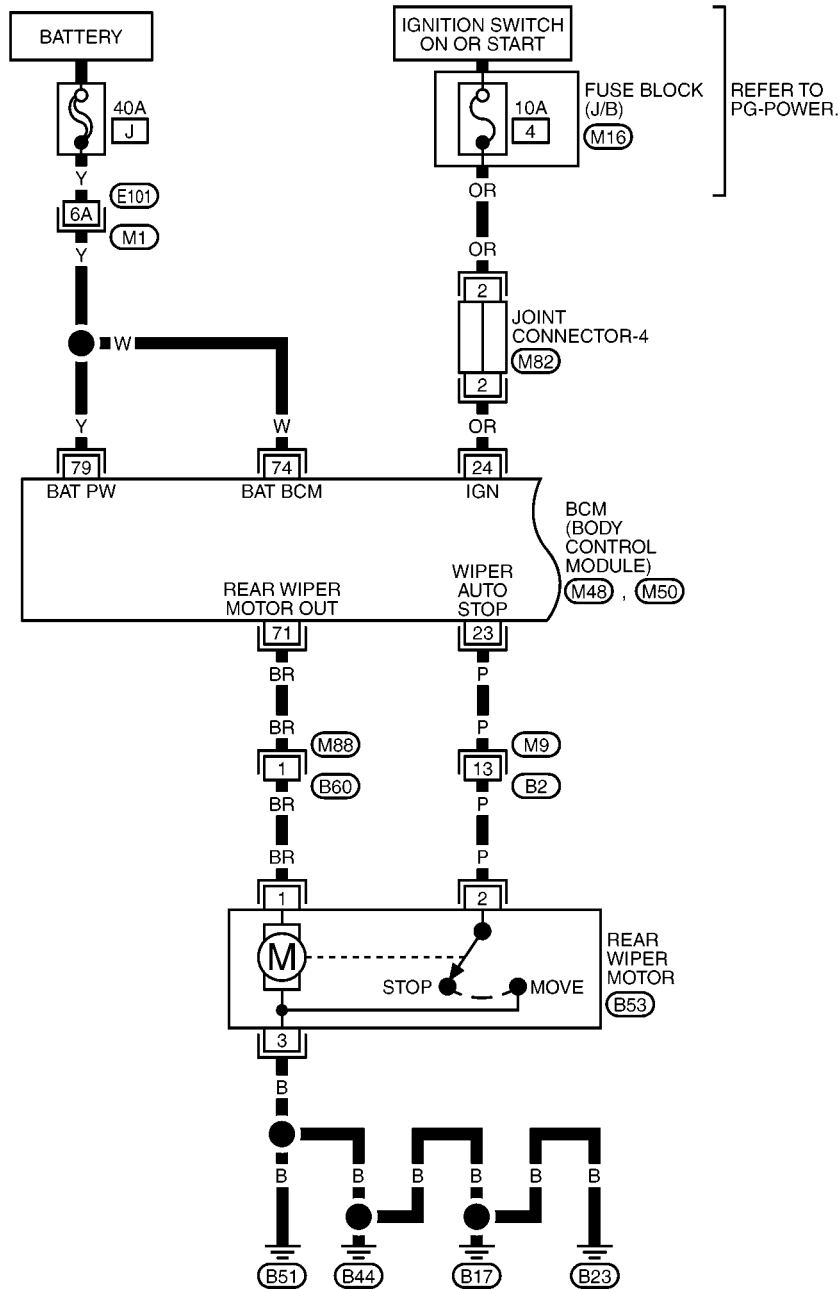 BATTERY
IGNITION SWITCH
ON OR START
40A
J
10A
4
FUSE BLOCK
(J/B)
M16
REFER TO
PG-POWER.
Y
OR
6A
E101
M1
Y
OR
2
JOINT
CONNECTOR-4
M82
W
2
Y
W
OR
79
74
24
BAT PW
BAT BCM
IGN
BCM
(BODY
CONTROL
MODULE)
M48 , M50
REAR WIPER
MOTOR OUT
WIPER
AUTO
STOP
71
23
BR
P
BR
P
1
M88
B60
13
M9
B2
BR
P
BR
P
1
2
M
STOP
MOVE
REAR
WIPER
MOTOR
B53
3
B
B
B
B
B
B
B
B51
B44
B17
B23